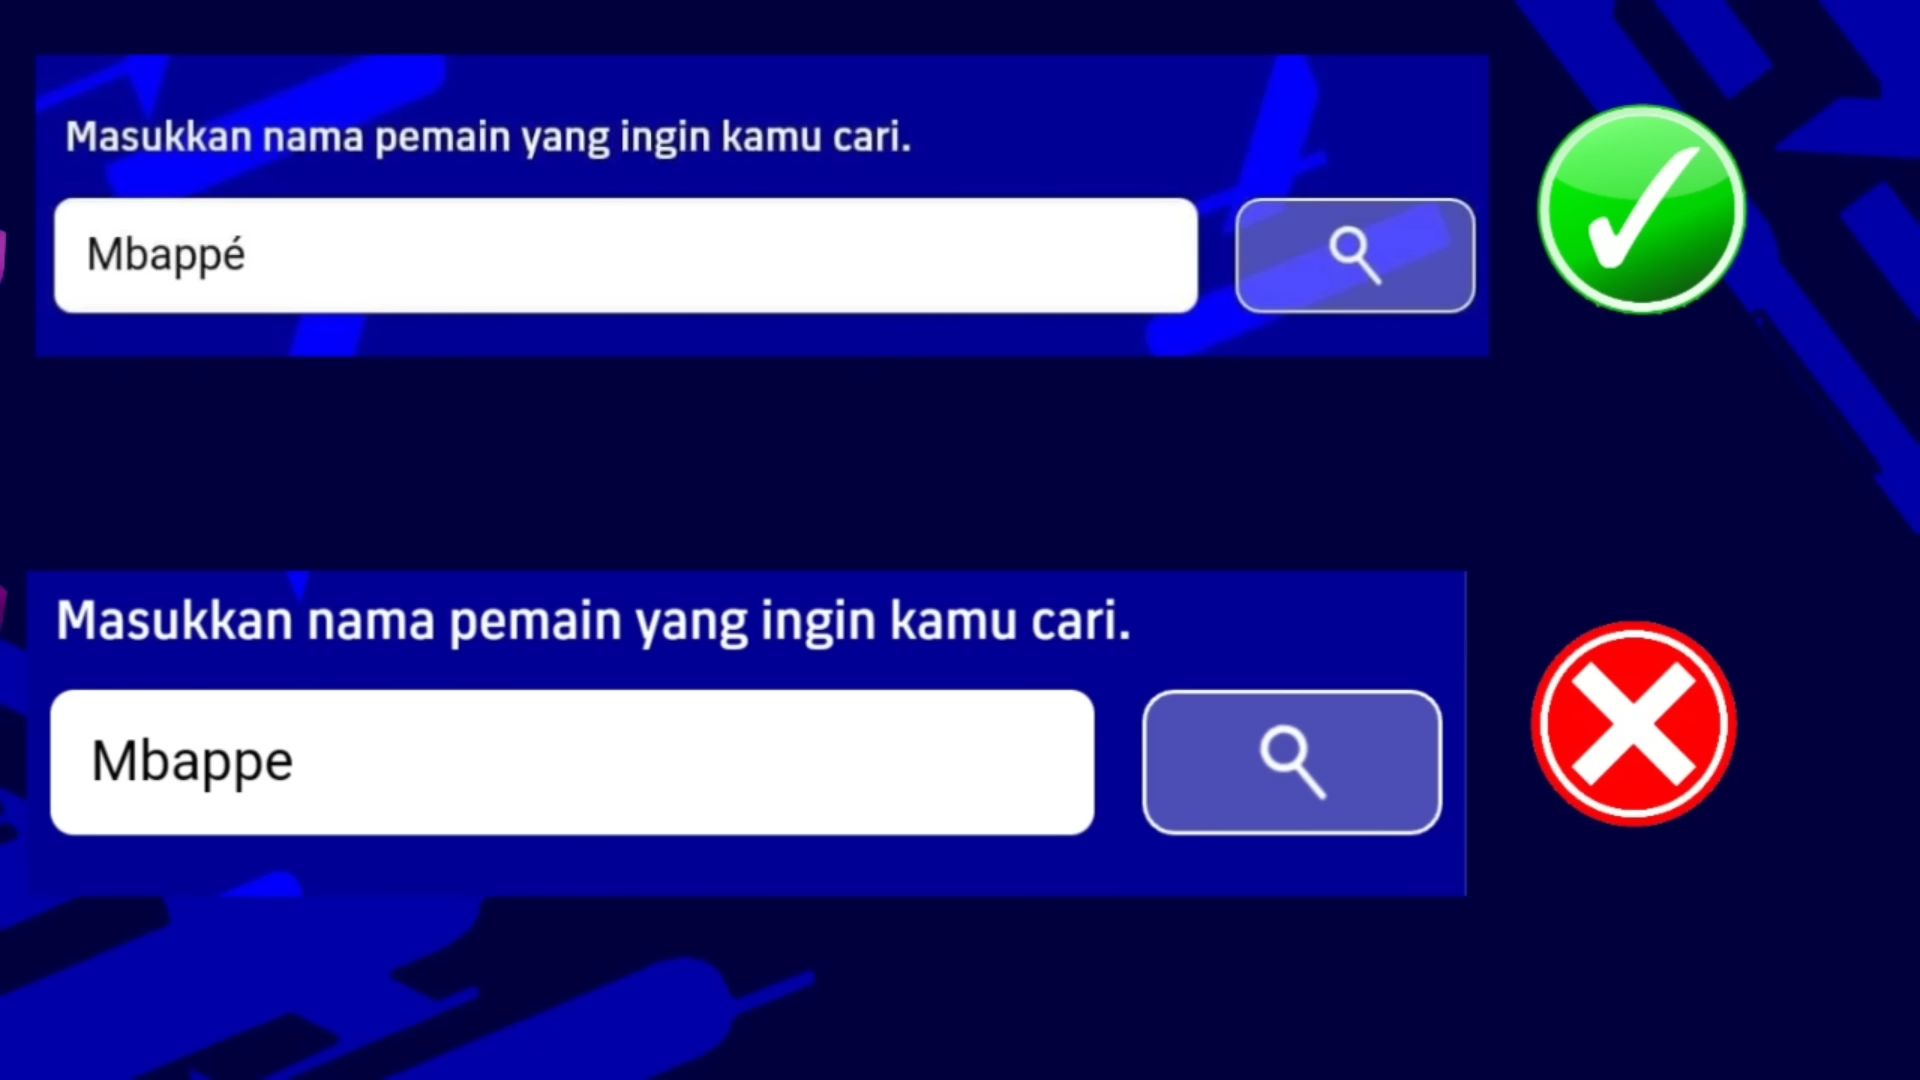 Masukkan nama pemain yang ingin kamu cari.
Mbappé
Masukkan nama pemain yang ingin kamu cari.
Mbappe